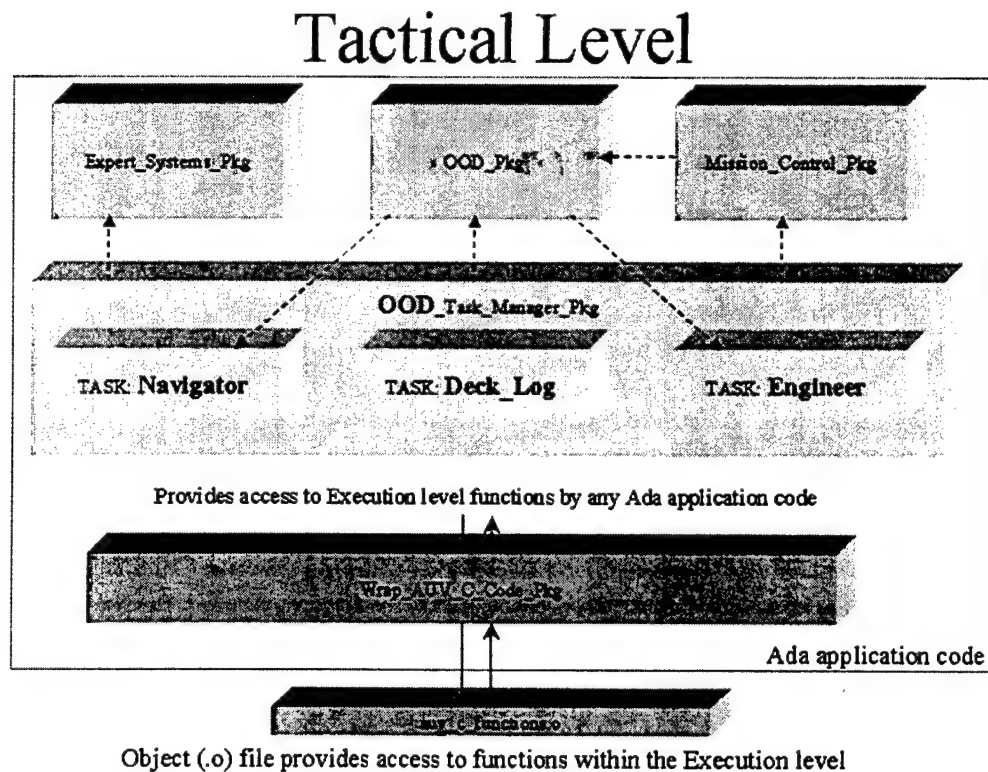 Tactical Level
Expert_Systems_Pkg
OOD_Pkg
Mission_Control_Pkg
OOD_Task_Manager_Pkg
TASK: Navigator
TASK: Deck_Log
TASK: Engineer
Provides access to Execution level functions by any Ada application code
Wrap_AUV_C_Code_Pkg
Ada application code
Object (.o) file provides access to functions within the Execution level